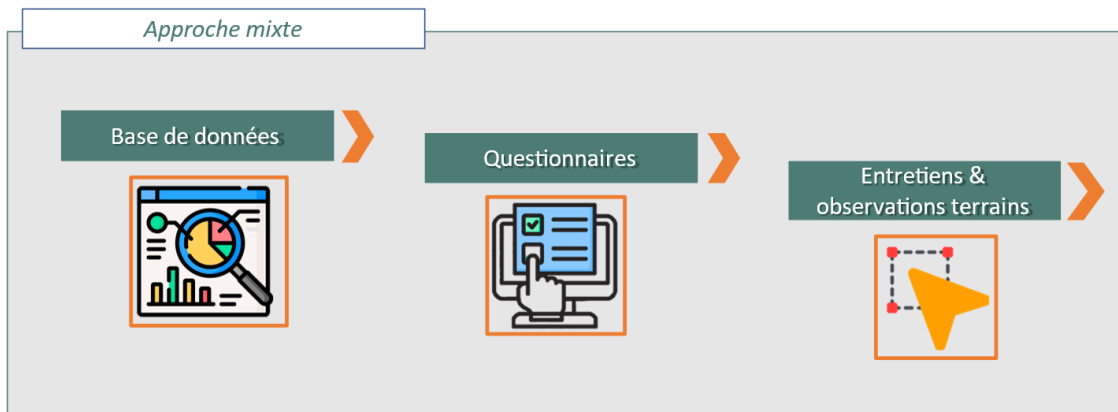 Approche mixte
Base de données
Questionnaires
Entretiens &
observations terrains